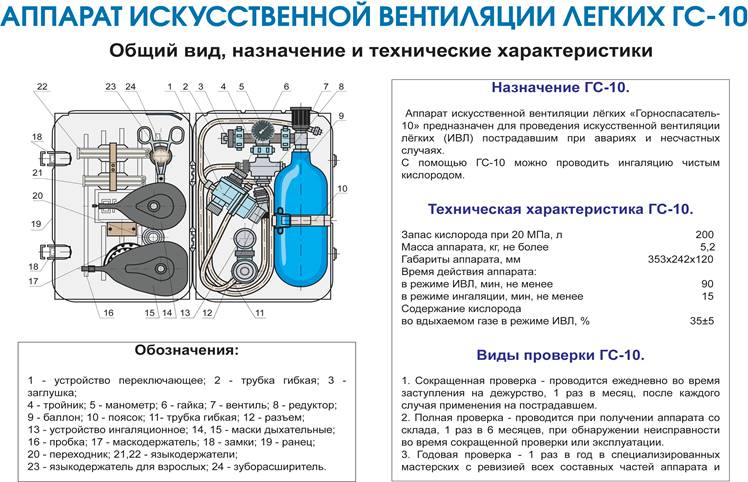 АППАРАТ ИСКУССТВЕННОЙ ВЕНТИЛЯЦИИ ЛЕГКИХ ГС-10
Общий вид, назначение и технические характеристики
22
23
24
1
2
3
4
5
6
7
8
18
9
21
20
10
19
18
17
16
15
14
13
12
11
Обозначения:
1 - устройство переключающее; 2 - трубка гибкая; 3 -
заглушка;
4 - тройник; 5 - манометр; 6 - гайка; 7 - вентиль; 8 - редуктор;
9 - баллон; 10 - поясок; 11- трубка гибкая; 12 - разъем;
13 - устройство ингаляционное; 14, 15 - маски дыхательные;
16 - пробка; 17 - маскодержатель; 18 - замки; 19 - ранец;
20 - переходник; 21,22 - языкодержатели;
23 - языкодержатель для взрослых; 24 - зуборасширитель.
Назначение ГС-10.
Аппарат искусственной вентиляции лёгких «Горноспасатель-
10» предназначен для проведения искусственной вентиляции
лёгких (ИВЛ) пострадавшим при авариях и несчастных
случаях.
С помощью ГС-10 можно проводить ингаляцию чистым
кислородом.
Техническая характеристика ГС-10.
Запас кислорода при 20 МПа, л 200
Масса аппарата, кг, не более 5,2
Габариты аппарата, мм 353х242х120
Время действия аппарата:
в режиме ИВЛ, мин, не менее 90
в режиме ингаляции, мин, не менее 15
Содержание кислорода
во вдыхаемом газе в режиме ИВЛ, % 35±5
Виды проверки ГС-10.
1. Сокращенная проверка - проводится ежедневно во время
заступления на дежурство, 1 раз в месяц, после каждого
случая применения на пострадавшем.
2. Полная проверка - проводится при получении аппарата со
склада, 1 раз в 6 месяцев, при обнаружении неисправности
во время сокращенной проверки или эксплуатации.
3. Годовая проверка - 1 раз в год в специализированных
мастерских с ревизией всех составных частей аппарата и